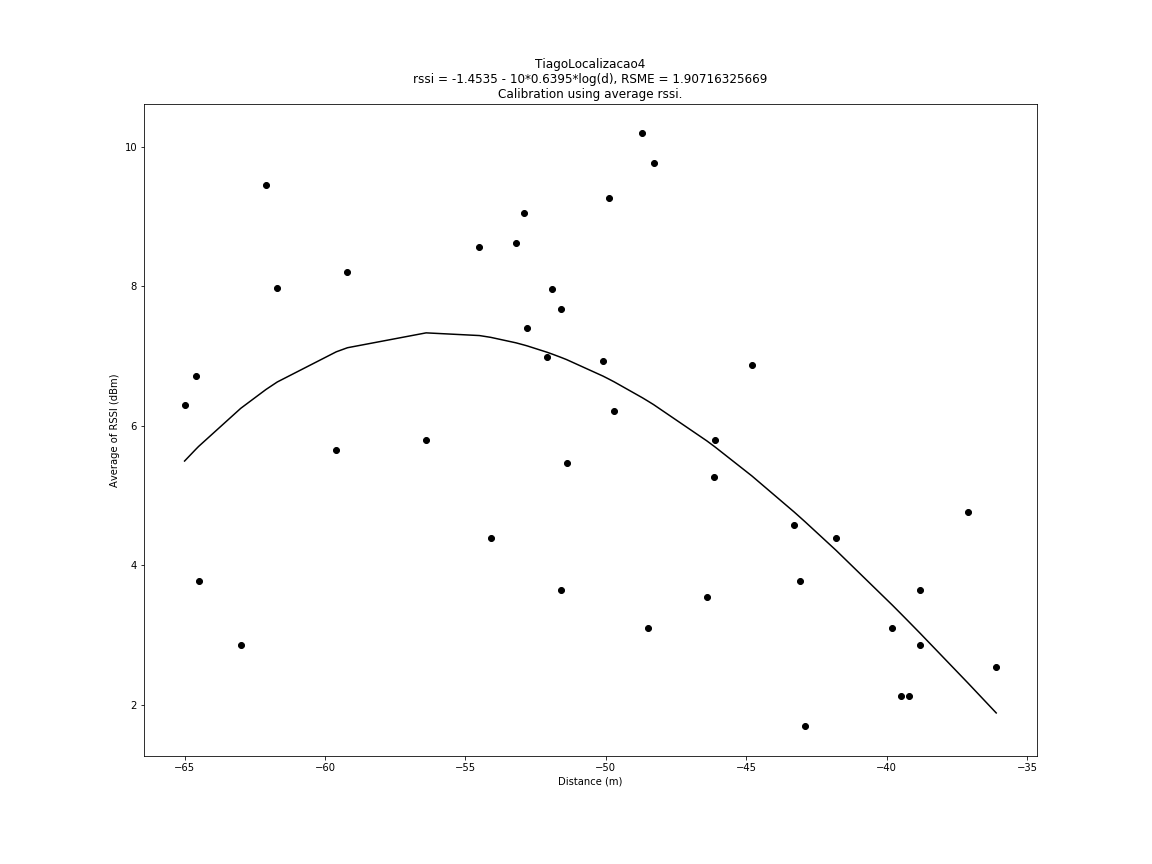 TiagoLocalizacao4
rssi = -1.4535 - 10*0.6395*log(d), RSME = 1.90716325669
Calibration using average rssi.
10
8
6
4
2
Average of RSSI (dBm)
−65
−60
−55
−50
−45
−40
−35
Distance (m)